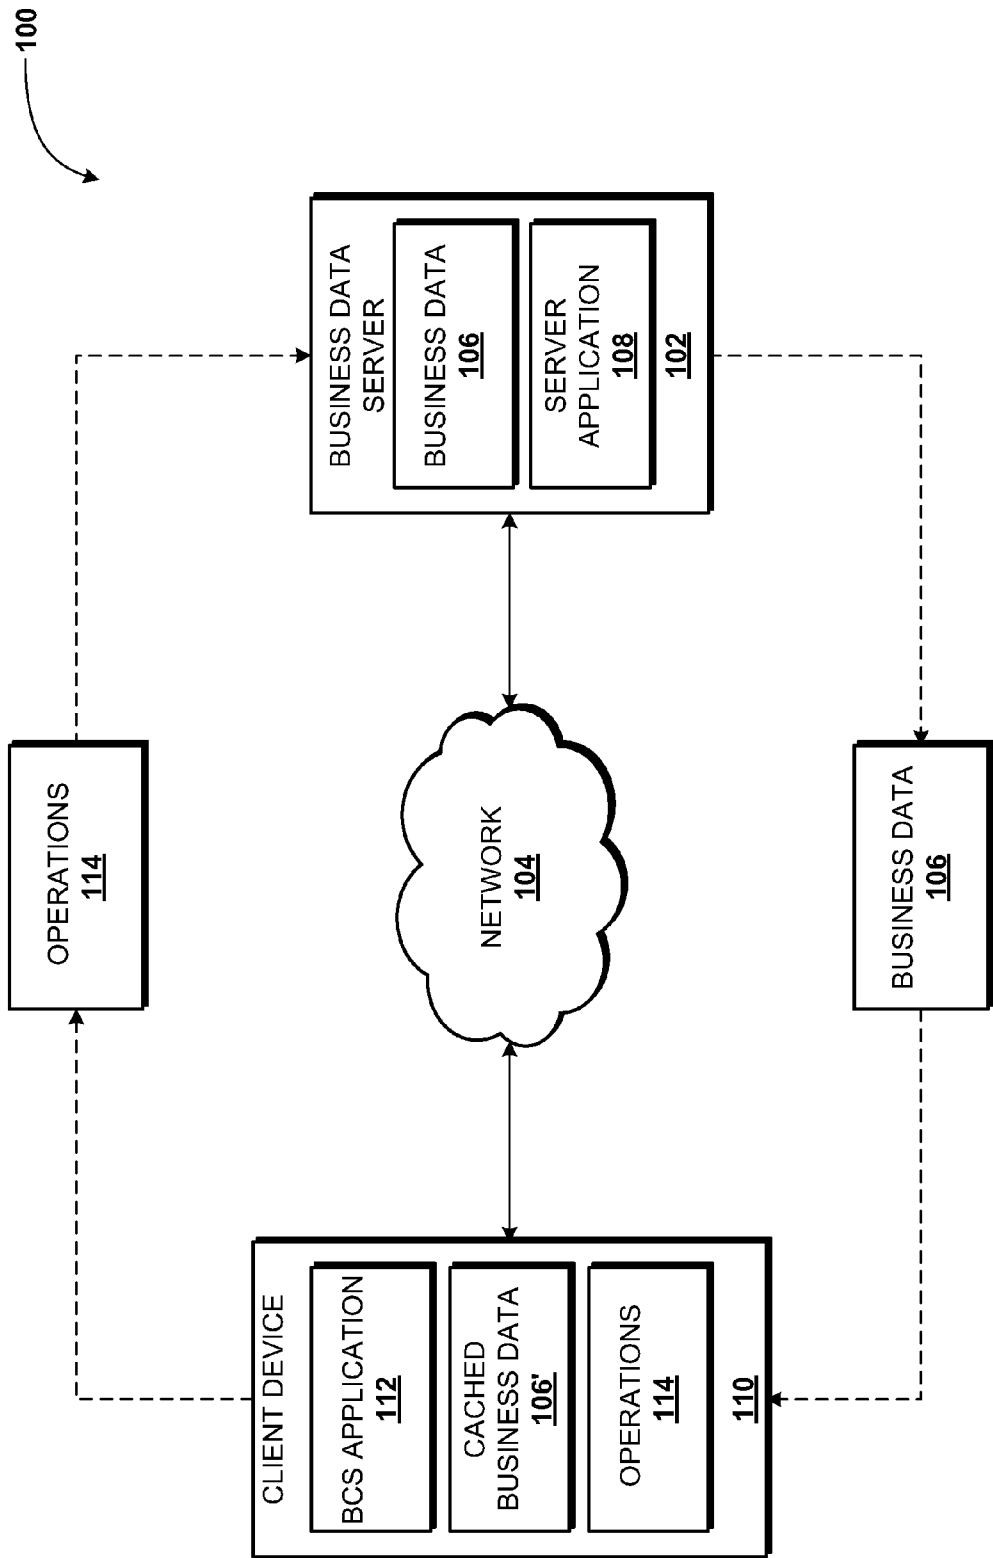 100
OPERATIONS
114
CLIENT DEVICE
BCS APPLICATION
112
CACHED
BUSINESS DATA
106'
OPERATIONS
114
110
NETWORK
104
BUSINESS DATA
SERVER
BUSINESS DATA
106
SERVER
APPLICATION
108
102
BUSINESS DATA
106